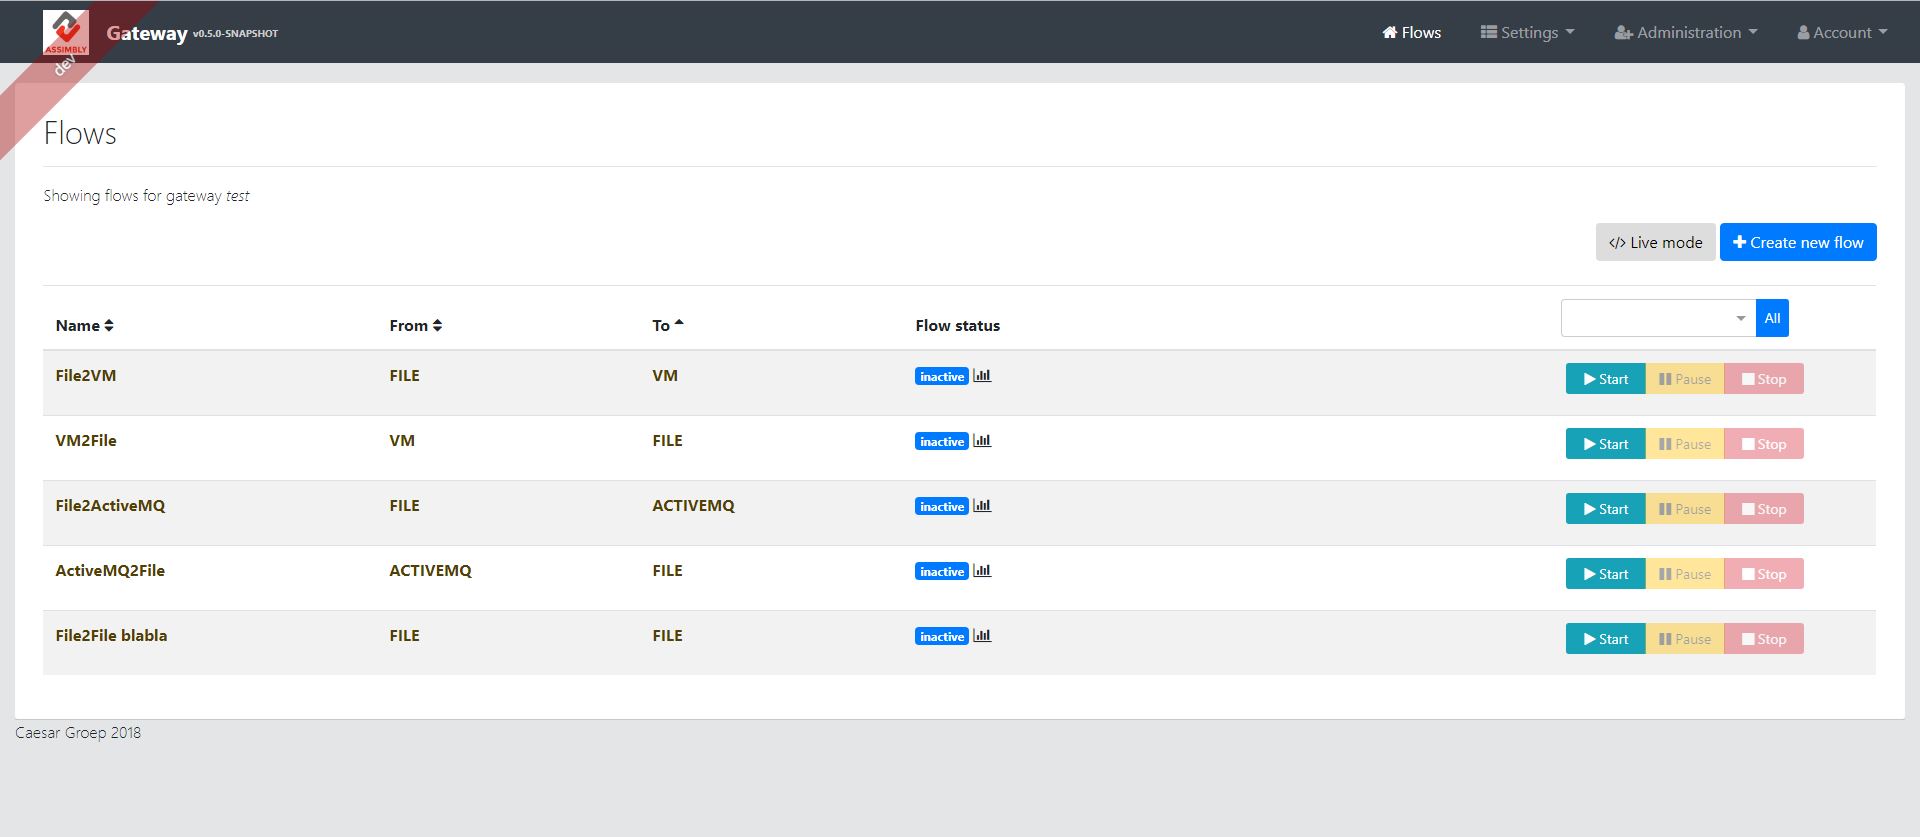 ASSIMBLY
Gateway v0.5.0-SNAPSHOT
Flows Settings Administration Account
dev
Flows
Showing flows for gateway test
</> Live mode Create new flow
Name From To Flow status All
File2VM FILE VM inactive Start Pause Stop
VM2File VM FILE inactive Start Pause Stop
File2ActiveMQ FILE ACTIVEMQ inactive Start Pause Stop
ActiveMQ2File ACTIVEMQ FILE inactive Start Pause Stop
File2File blabla FILE FILE inactive Start Pause Stop
Caesar Groep 2018